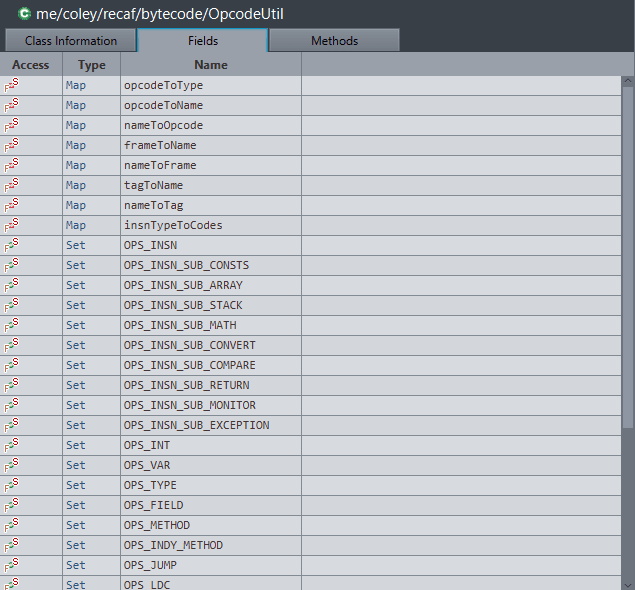 me/coley/recaf/bytecode/OpcodeUtil
Class Information Fields Methods
Access Type Name
Map opcodeToType
Map opcodeToName
Map nameToOpcode
Map frameToName
Map nameToFrame
Map tagToName
Map nameToTag
Map insnTypeToCodes
Set OPS_INSN
Set OPS_INSN_SUB_CONSTS
Set OPS_INSN_SUB_ARRAY
Set OPS_INSN_SUB_STACK
Set OPS_INSN_SUB_MATH
Set OPS_INSN_SUB_CONVERT
Set OPS_INSN_SUB_COMPARE
Set OPS_INSN_SUB_RETURN
Set OPS_INSN_SUB_MONITOR
Set OPS_INSN_SUB_EXCEPTION
Set OPS_INT
Set OPS_VAR
Set OPS_TYPE
Set OPS_FIELD
Set OPS_METHOD
Set OPS_INDY_METHOD
Set OPS_JUMP
Set OPS_LDC